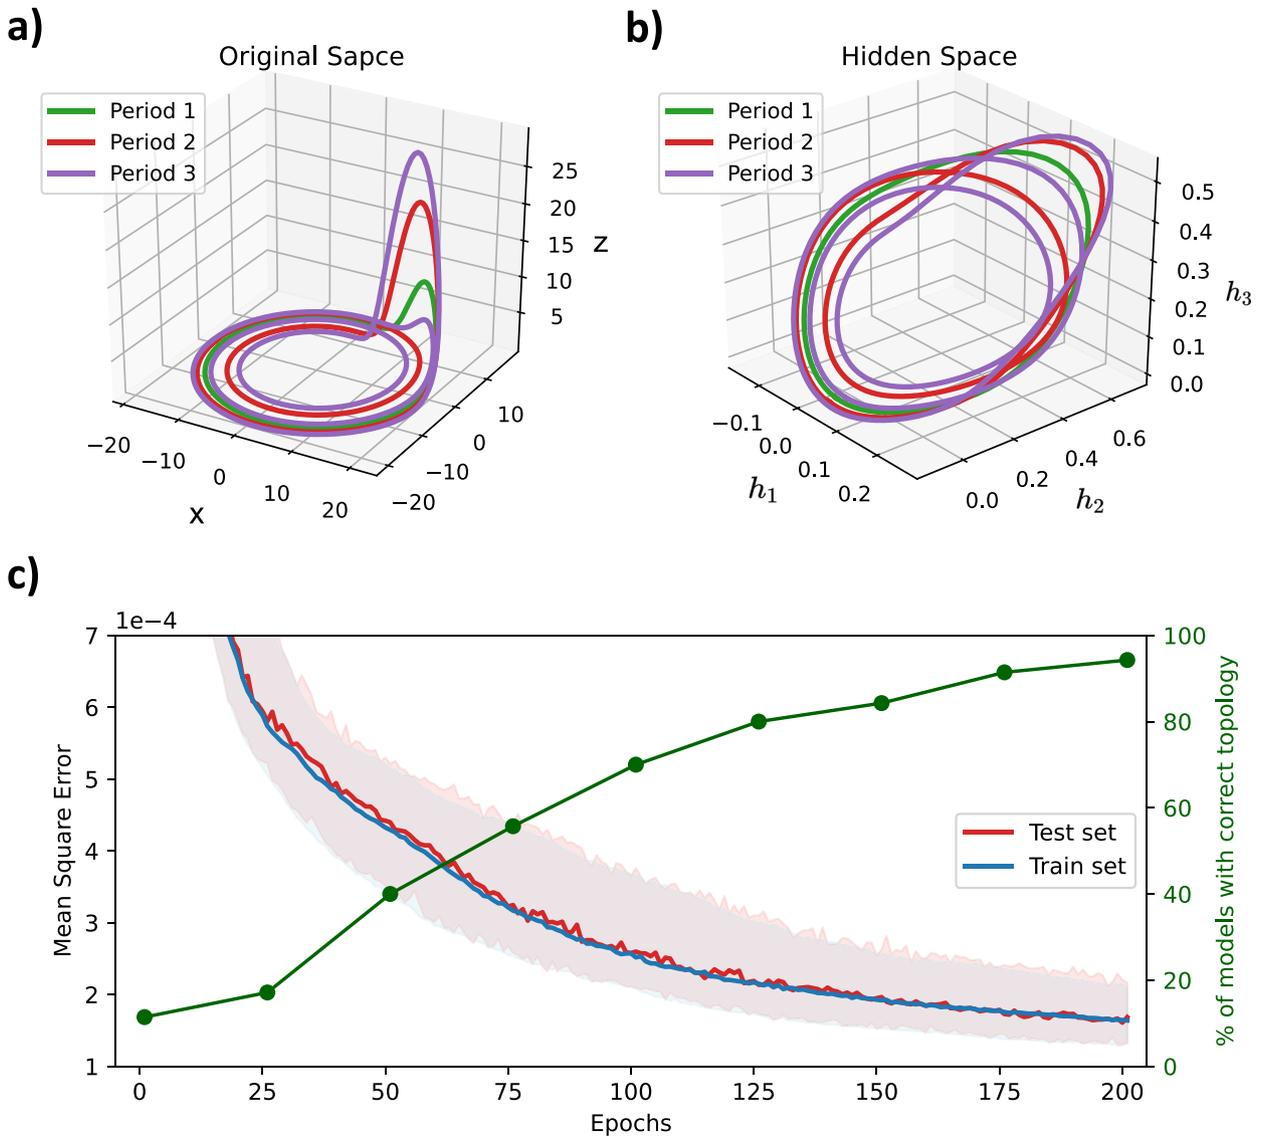 a)
Original Sapce
Period 1
Period 2
Period 3
25
20
15
10
5
z
−20
−10
0
10
20
x
−20
−10
0
10
b)
Hidden Space
Period 1
Period 2
Period 3
0.5
0.4
0.3
0.2
0.1
0.0
h3
−0.1
0.0
0.1
0.2
h1
0.0
0.2
0.4
0.6
h2
c)
1e−4
7
6
5
4
3
2
1
Mean Square Error
100
80
60
40
20
0
% of models with correct topology
Test set
Train set
0 25 50 75 100 125 150 175 200
Epochs